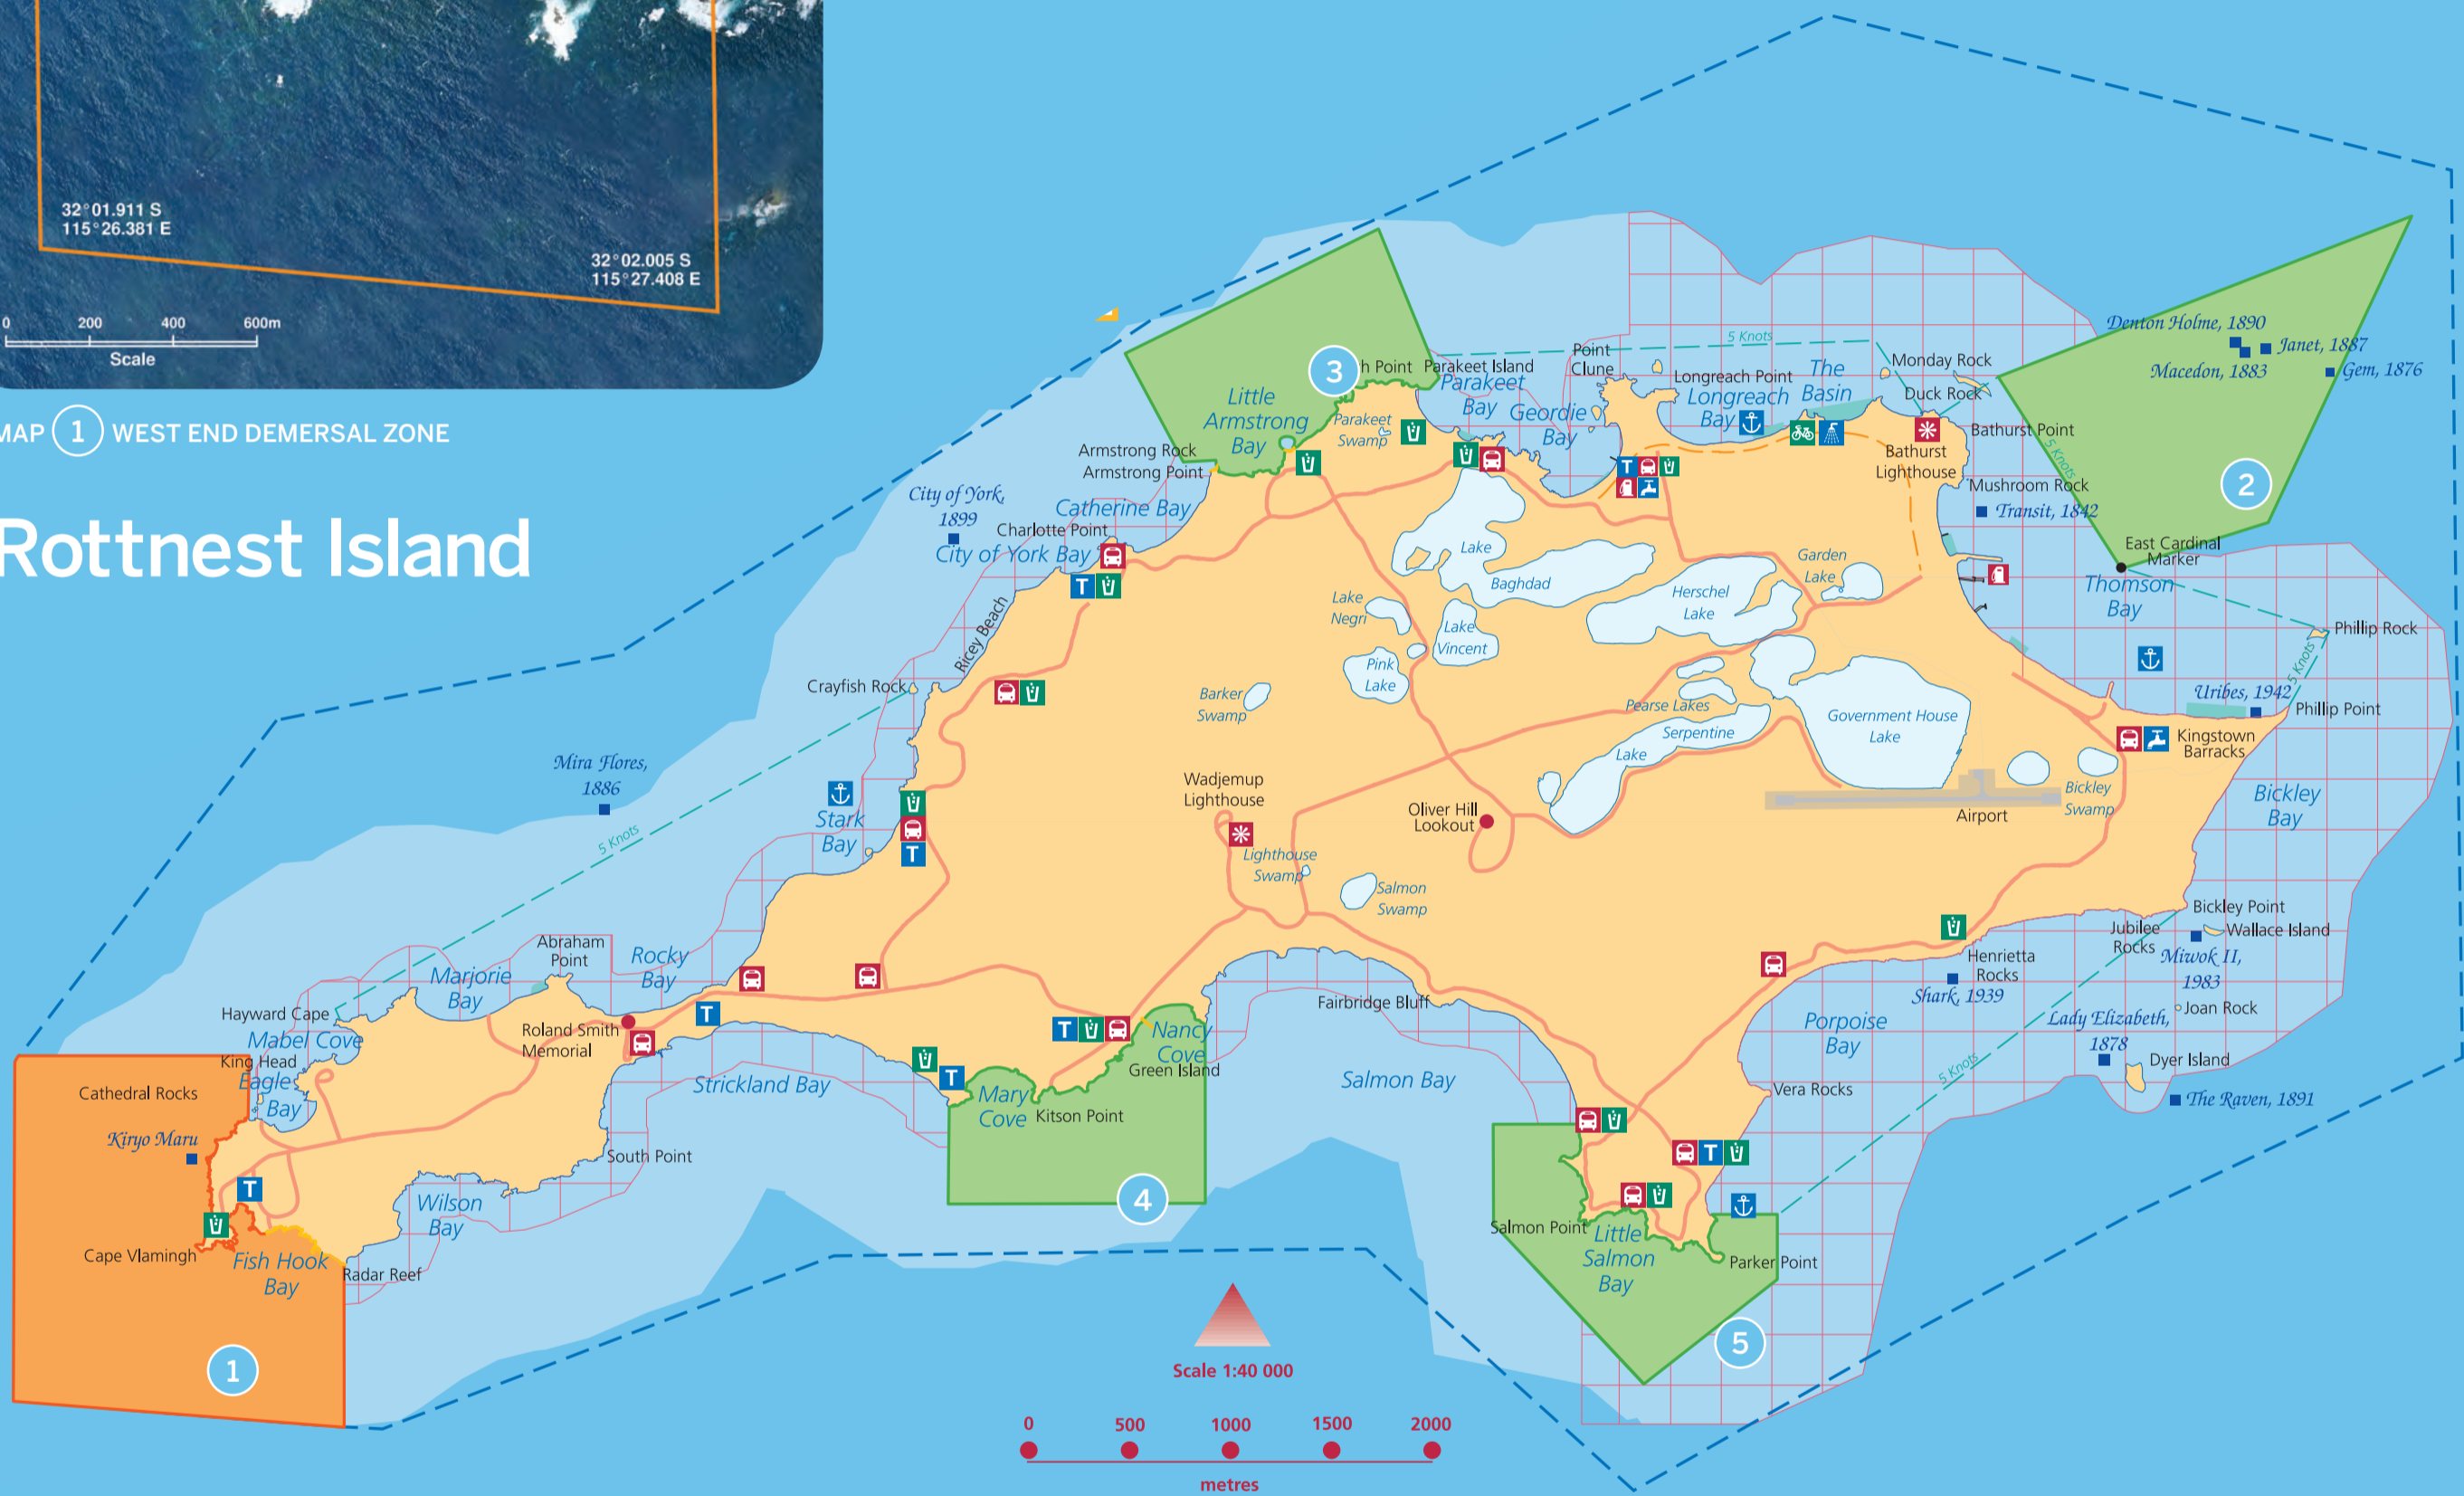 32°01.911 S
115°26.381 E
32°02.005 S
115°27.408 E
0 200 400 600m
Scale
MAP 1 WEST END DEMERSAL ZONE
Rottnest Island
5 Knots
Denton Holme, 1890
Janet, 1887
Macedon, 1883
Gem, 1876
Monday Rock
Duck Rock
The
Basin
Point
Clune
Longreach Point
Longreach
Bay
3
h Point
Parakeet Island
Parakeet
Bay
Geordie
Bay
Parakeet
Swamp
Little
Armstrong
Bay
Armstrong Rock
Armstrong Point
Bathurst Point
Bathurst
Lighthouse
5 Knots
2
Mushroom Rock
Transit, 1842
City of York,
1899
Catherine Bay
Charlotte Point
City of York Bay
T
T
East Cardinal
Marker
Thomson
Bay
Lake
Baghdad
Garden
Lake
Herschel
Lake
Lake
Negri
Lake
Vincent
Pink
Lake
Ricey Beach
Crayfish Rock
Barker
Swamp
Phillip Rock
5 Knots
Uribes, 1942
Phillip Point
Pearse Lakes
Serpentine
Lake
Government House
Lake
Kingstown
Barracks
Mira Flores,
1886
5 Knots
Stark
Bay
T
Wadjemup
Lighthouse
Lighthouse
Swamp
Oliver Hill
Lookout
Salmon
Swamp
Airport
Bickley
Swamp
Bickley
Bay
Bickley Point
Wallace Island
Jubilee
Rocks
Miwok II,
1983
Joan Rock
Henrietta
Rocks
Shark, 1939
Lady Elizabeth,
1878
Dyer Island
The Raven, 1891
5 Knots
Porpoise
Bay
Vera Rocks
Abraham
Point
Rocky
Bay
Marjorie
Bay
Hayward Cape
Mabel Cove
King Head
Eagle
Bay
Roland Smith
Memorial
T
Cathedral Rocks
Kiryo Maru
T
Cape Vlamingh
Fish Hook
Bay
Radar Reef
Wilson
Bay
South Point
Strickland Bay
T
T
Nancy
Cove
Green Island
Mary
Cove
Kitson Point
4
Fairbridge Bluff
Salmon Bay
T
Salmon Point
Little
Salmon
Bay
Parker Point
5
1
Scale 1:40 000
0 500 1000 1500 2000
metres